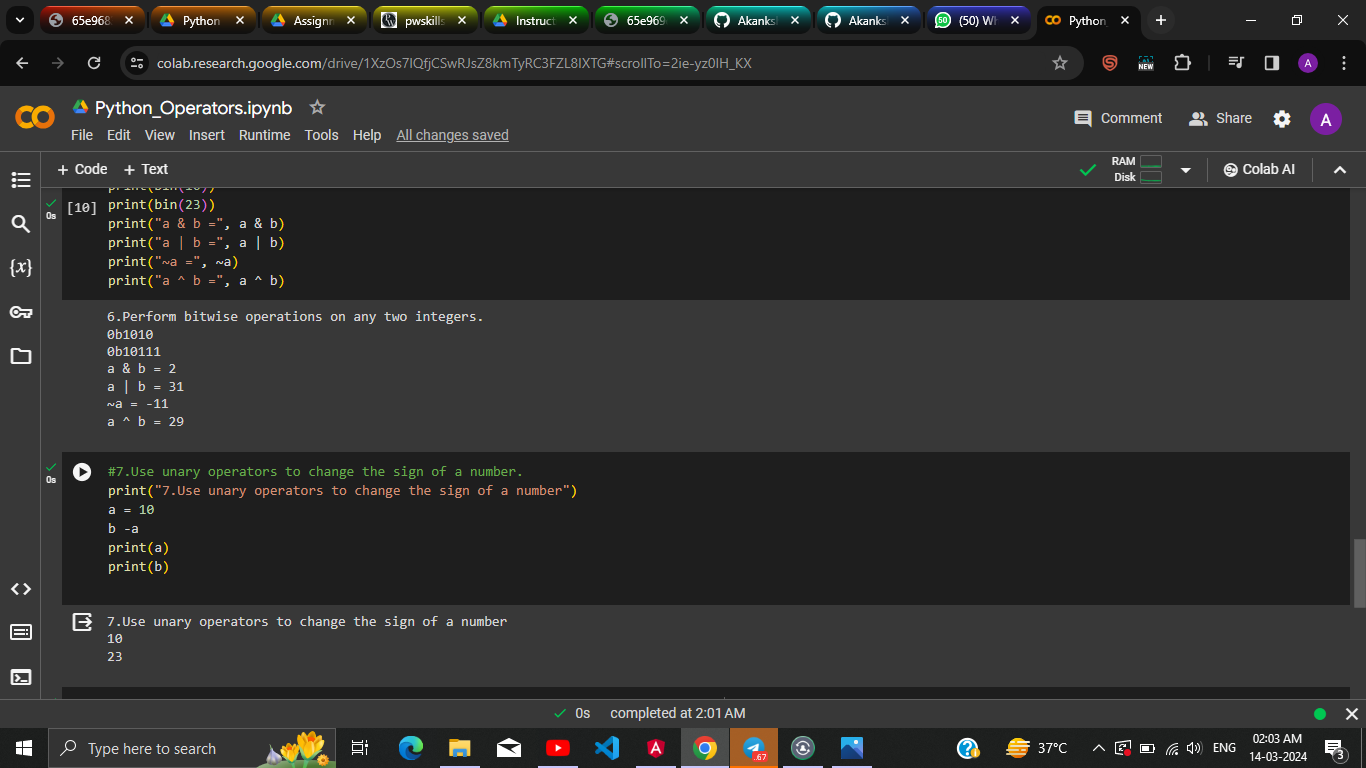 65e968
Python
Assignm
pwskills
Instruct
65e969
Akanksh
Akanks
(50) Wh
Python_
colab.research.google.com/drive/1XzOs7IQfjCSwRJsZ8kmTyRC3FZL8IXTG#scrollTo=2ie-yz0IH_KX
NEW
A
Python_Operators.ipynb
File Edit View Insert Runtime Tools Help All changes saved
Comment Share A
+ Code + Text
RAM
Disk
Colab AI
0s
[10]
print(bin(23))
print("a & b =", a & b)
print("a | b =", a | b)
print("~a =", ~a)
print("a ^ b =", a ^ b)
6.Perform bitwise operations on any two integers.
0b1010
0b10111
a & b = 2
a | b = 31
~a = -11
a ^ b = 29
0s
#7.Use unary operators to change the sign of a number.
print("7.Use unary operators to change the sign of a number")
a = 10
b -a
print(a)
print(b)
7.Use unary operators to change the sign of a number
10
23
0s completed at 2:01 AM
Type here to search
.67
37°C
ENG
02:03 AM
14-03-2024
3